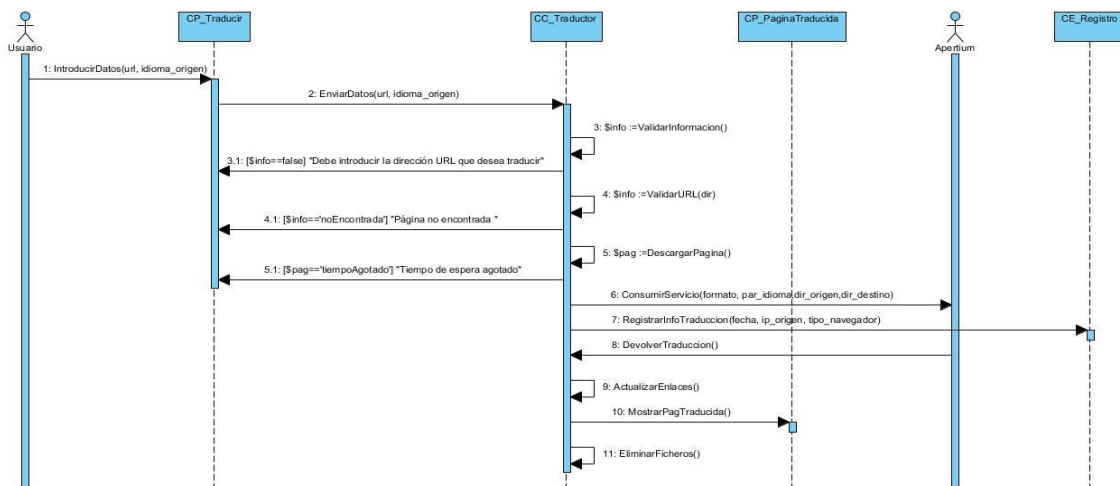 CP_Traducir
CC_Traductor
CP_PaginaTraducida
CE_Registro
Usuario
Apertium
1: IntroducirDatos(url, idioma_origen)
2: EnviarDatos(url, idioma_origen)
3: $info :=ValidarInformacion()
3.1: [$info==false] "Debe introducir la dirección URL que desea traducir"
4: $info :=ValidarURL(dir)
4.1: [$info=='noEncontrada'] "Página no encontrada "
5: $pag :=DescargarPagina()
5.1: [$pag=='tiempoAgotado'] "Tiempo de espera agotado"
6: ConsumirServicio(formato, par_idioma,dir_origen,dir_destino)
7: RegistrarInfoTraduccion(fecha, ip_origen, tipo_navegador)
8: DevolverTraduccion()
9: ActualizarEnlaces()
10: MostrarPagTraducida()
11: EliminarFicheros()